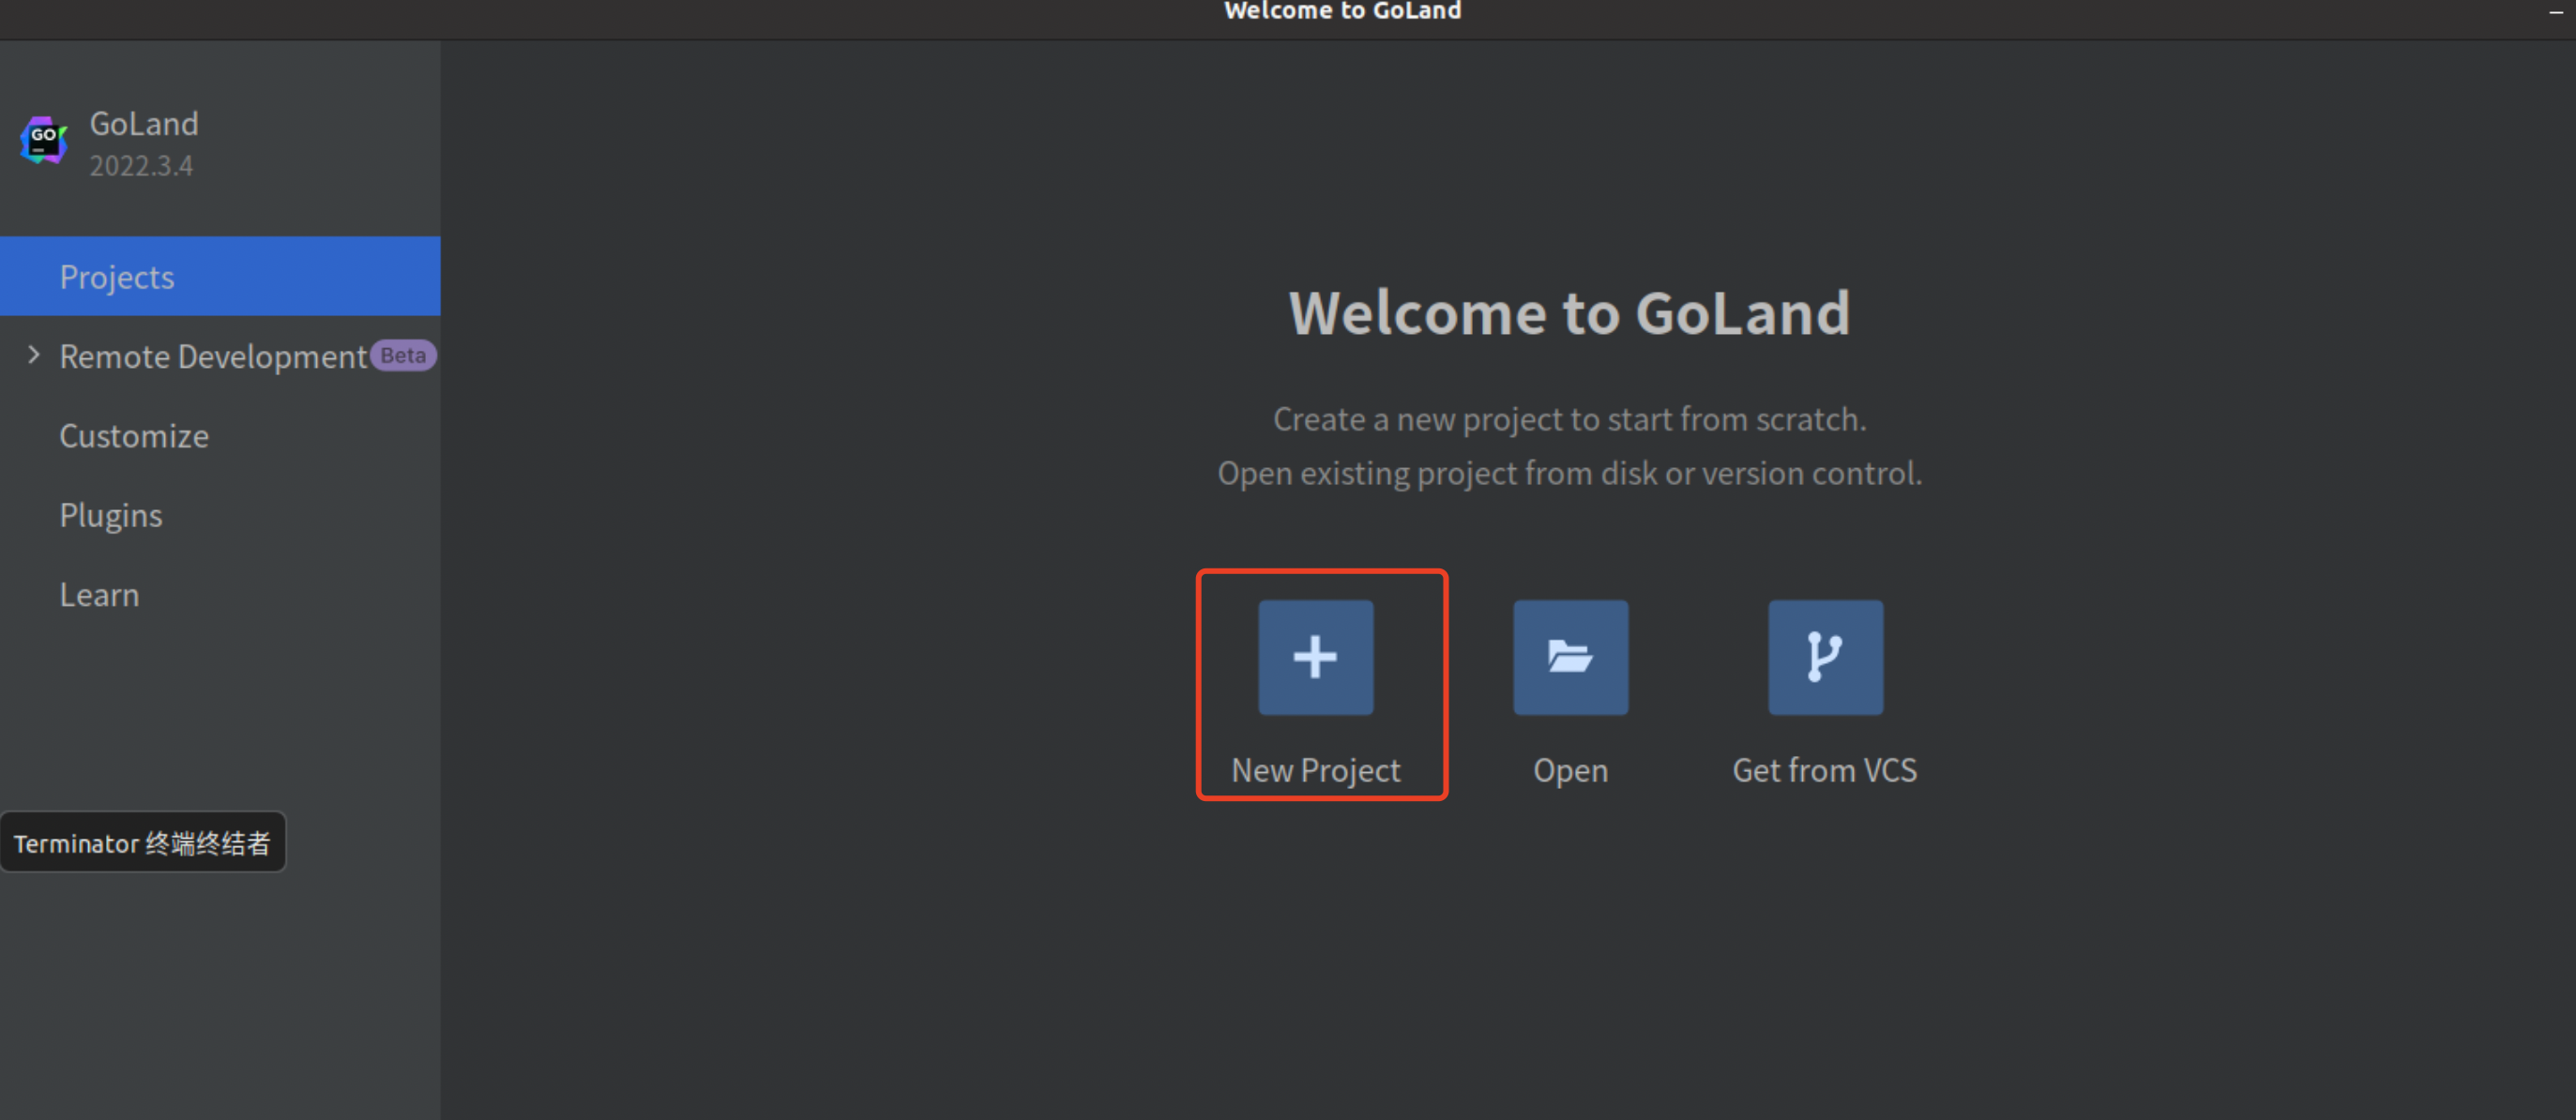 Welcome to GoLand
GO
GoLand
2022.3.4
Projects
Remote Development Beta
Customize
Plugins
Learn
Terminator 终端终结者
Welcome to GoLand
Create a new project to start from scratch.
Open existing project from disk or version control.
New Project
Open
Get from VCS